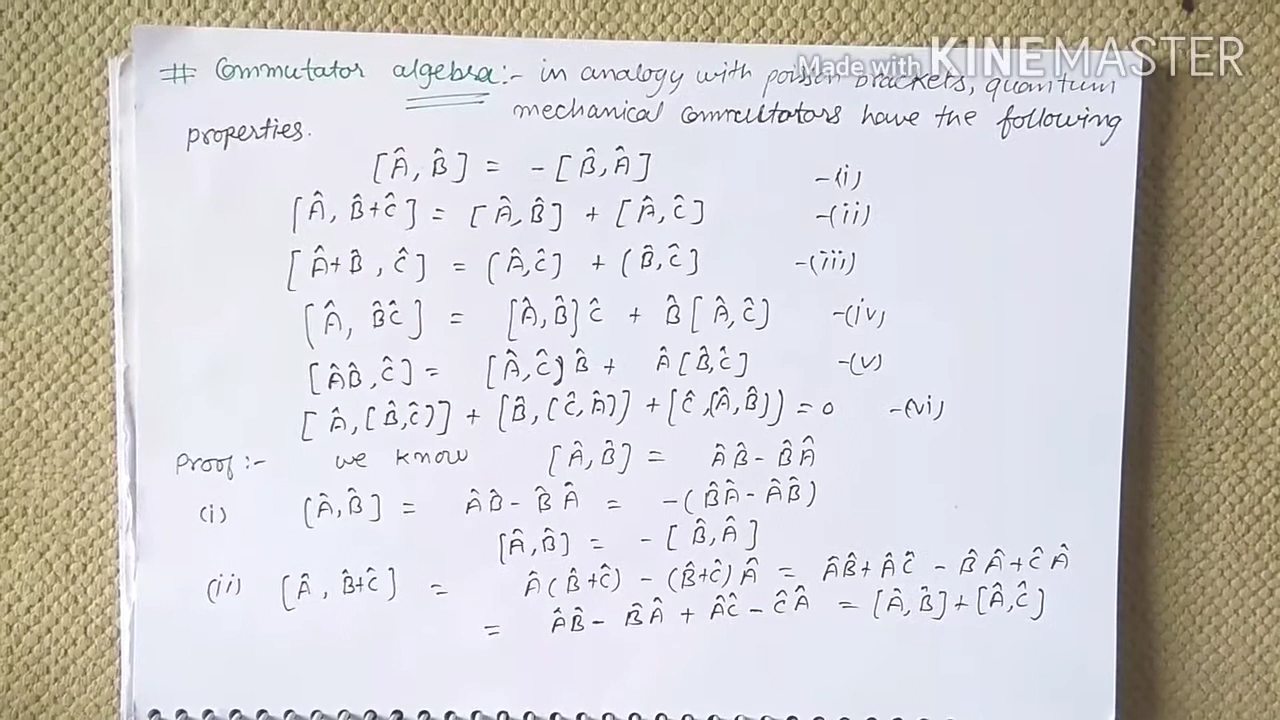 Made with KINEMASTER
# Commutator algebra:- in analogy with poisson brackets, quantum
mechanical commutators have the following
properties.
[Â, B̂] = -[B̂, Â] -(i)
[Â, B̂+Ĉ] = [Â, B̂] + [Â, Ĉ] -(ii)
[Â+B̂, Ĉ] = [Â,Ĉ] + [B̂,Ĉ] -(iii)
[Â, B̂Ĉ] = [Â,B̂]Ĉ + B̂[Â,Ĉ] -(iv)
[ÂB̂,Ĉ] = [Â,Ĉ)B̂ + Â[B̂,Ĉ] -(v)
[Â,[B̂,Ĉ)] + [B̂,(Ĉ,Â)] + [Ĉ,(Â,B̂)) = 0 -(vi)
Proof:- we know [Â,B̂] = ÂB̂ - B̂Â
(i) [Â,B̂] = ÂB̂ - B̂Â = -(B̂Â - ÂB̂)
[Â,B̂] = -[B̂,Â]
(ii) [Â, B̂+Ĉ] = Â(B̂+Ĉ) - (B̂+Ĉ)Â = ÂB̂ + ÂĈ - B̂Â + ĈÂ
= ÂB̂ - B̂Â + ÂĈ - ĈÂ = [Â,B̂] + [Â,Ĉ]